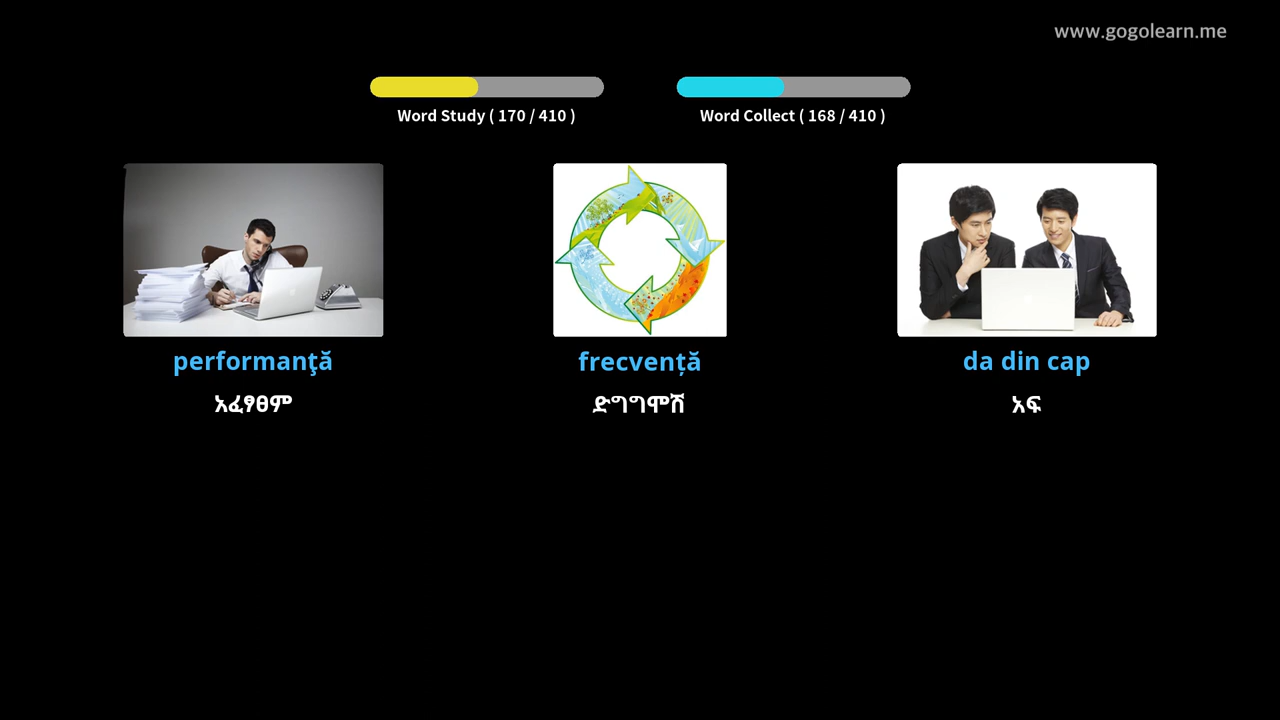 www.gogolearn.me
Word Study ( 170 / 410 )
Word Collect ( 168 / 410 )
performanţă
frecvență
da din cap
አፈፃፀም
ድግግሞሽ
አፍ